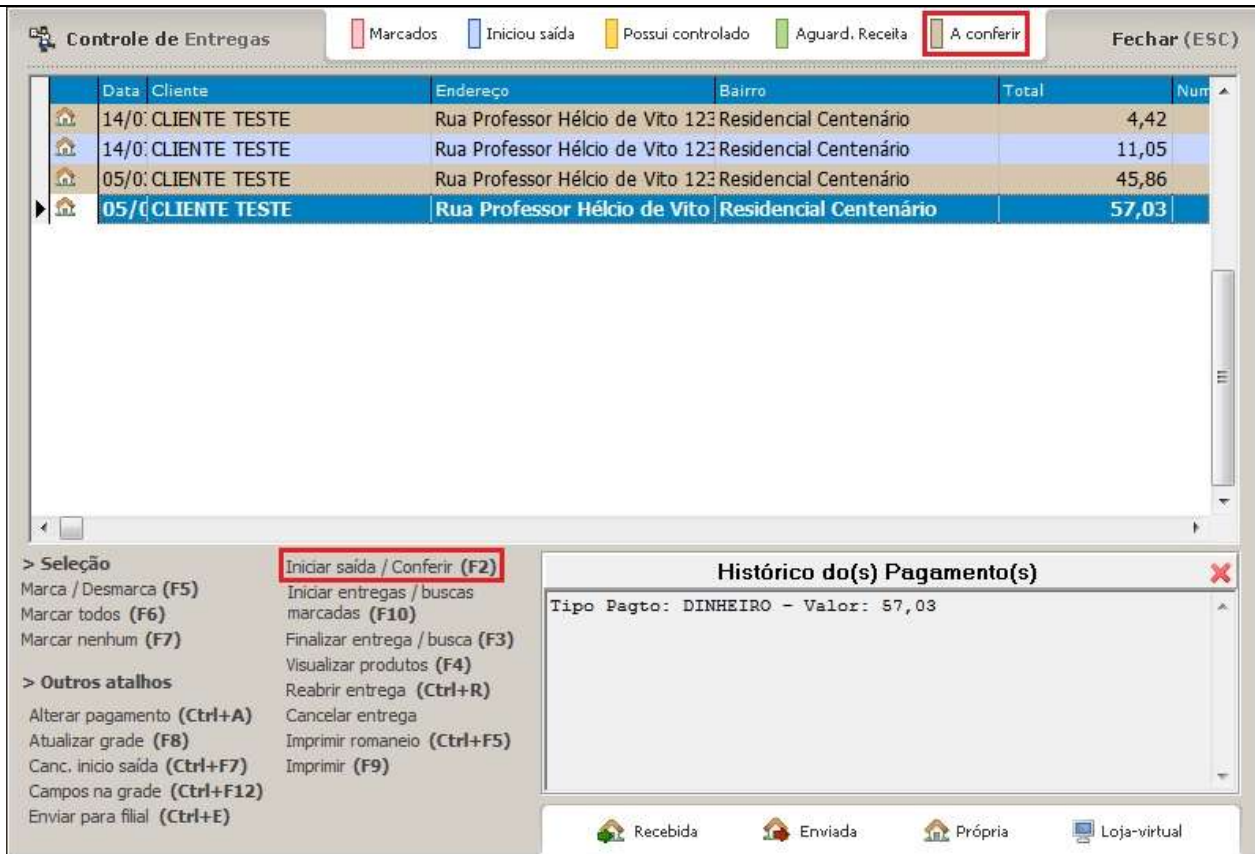 Controle de Entregas
Marcados
Iniciou saída
Possui controlado
Aguard. Receita
A conferir
Fechar (ESC)
Data Cliente Endereço Bairro Total Num
14/0 CLIENTE TESTE Rua Professor Hélcio de Vito 123 Residencial Centenário 4,42
14/0 CLIENTE TESTE Rua Professor Hélcio de Vito 123 Residencial Centenário 11,05
05/0 CLIENTE TESTE Rua Professor Hélcio de Vito 123 Residencial Centenário 45,86
05/0 CLIENTE TESTE Rua Professor Hélcio de Vito Residencial Centenário 57,03
> Seleção
Marca / Desmarca (F5)
Marcar todos (F6)
Marcar nenhum (F7)
> Outros atalhos
Alterar pagamento (Ctrl+A)
Atualizar grade (F8)
Canc. inicio saída (Ctrl+F7)
Campos na grade (Ctrl+F12)
Enviar para filial (Ctrl+E)
Iniciar saída / Conferir (F2)
Iniciar entregas / buscas
marcadas (F10)
Finalizar entrega / busca (F3)
Visualizar produtos (F4)
Reabrir entrega (Ctrl+R)
Cancelar entrega
Imprimir romaneio (Ctrl+F5)
Imprimir (F9)
Histórico do(s) Pagamento(s)
Tipo Pagto: DINHEIRO - Valor: 57,03
Recebida
Enviada
Própria
Loja-virtual